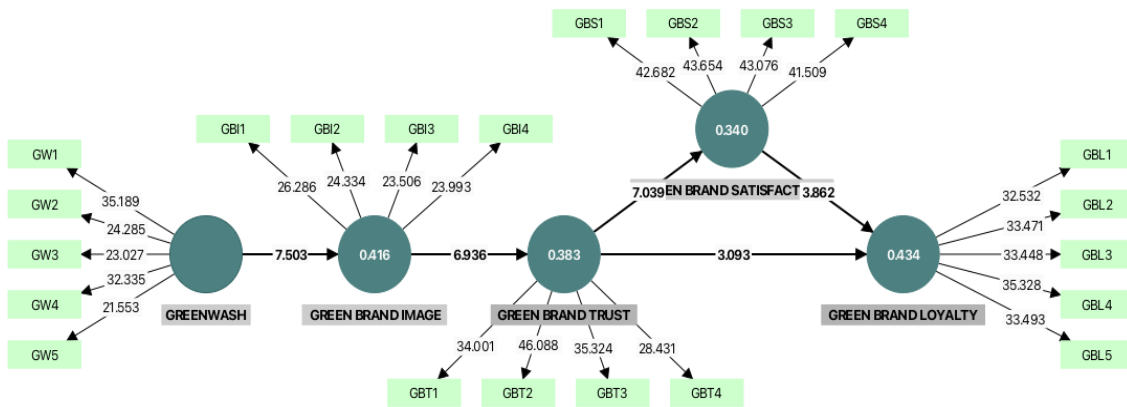 GBS1
GBS2
GBS3
GBS4
42.682
43.654
43.076
41.509
GBI1
GBI2
GBI3
GBI4
0.340
GW1
GW2
GW3
GW4
GW5
35.189
24.285
23.027
32.335
21.553
26.286
24.334
23.506
23.993
7.039
EN BRAND SATISFACT
3.862
GBL1
GBL2
GBL3
GBL4
GBL5
32.532
33.471
33.448
35.328
33.493
7.503
0.416
6.936
0.383
3.093
0.434
GREENWASH
GREEN BRAND IMAGE
GREEN BRAND TRUST
GREEN BRAND LOYALTY
34.001
46.088
35.324
28.431
GBT1
GBT2
GBT3
GBT4